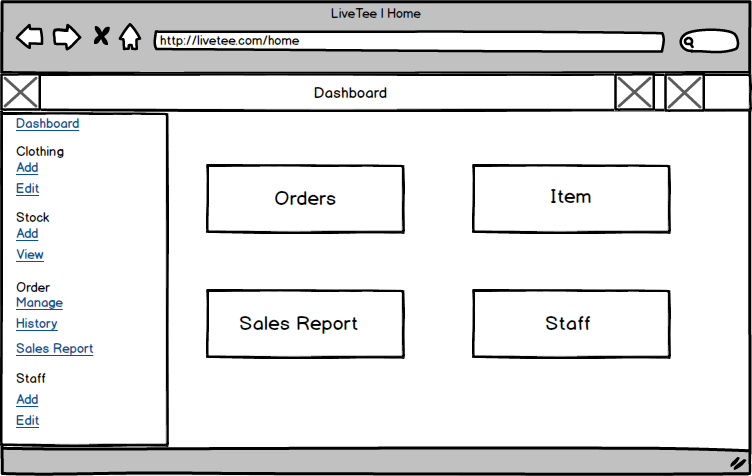 LiveTee | Home
http://livetee.com/home
Dashboard
Dashboard
Clothing
Add
Edit
Stock
Add
View
Order
Manage
History
Sales Report
Staff
Add
Edit
Orders
Item
Sales Report
Staff